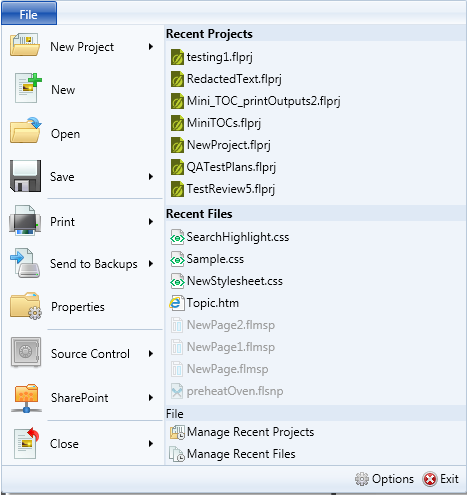 File
New Project
New
Open
Save
Print
Send to Backups
Properties
Source Control
SharePoint
Close
Recent Projects
testing1.flprj
RedactedText.flprj
Mini_TOC_printOutputs2.flprj
MiniTOCs.flprj
NewProject.flprj
QATestPlans.flprj
TestReview5.flprj
Recent Files
SearchHighlight.css
Sample.css
NewStylesheet.css
Topic.htm
NewPage2.flmsp
NewPage1.flmsp
NewPage.flmsp
preheatOven.flsnp
File
Manage Recent Projects
Manage Recent Files
Options Exit